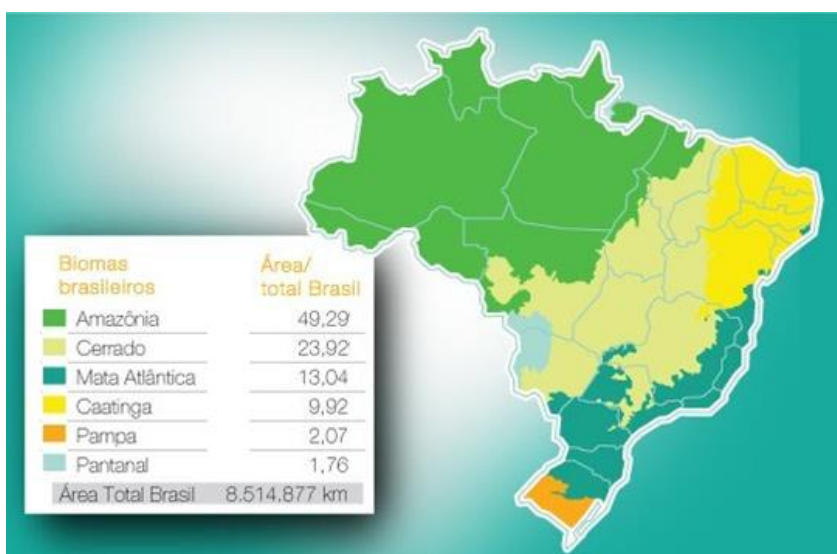 Biomas brasileiros Área/ total Brasil
Amazônia 49,29
Cerrado 23,92
Mata Atlântica 13,04
Caatinga 9,92
Pampa 2,07
Pantanal 1,76
Área Total Brasil 8.514.877 km